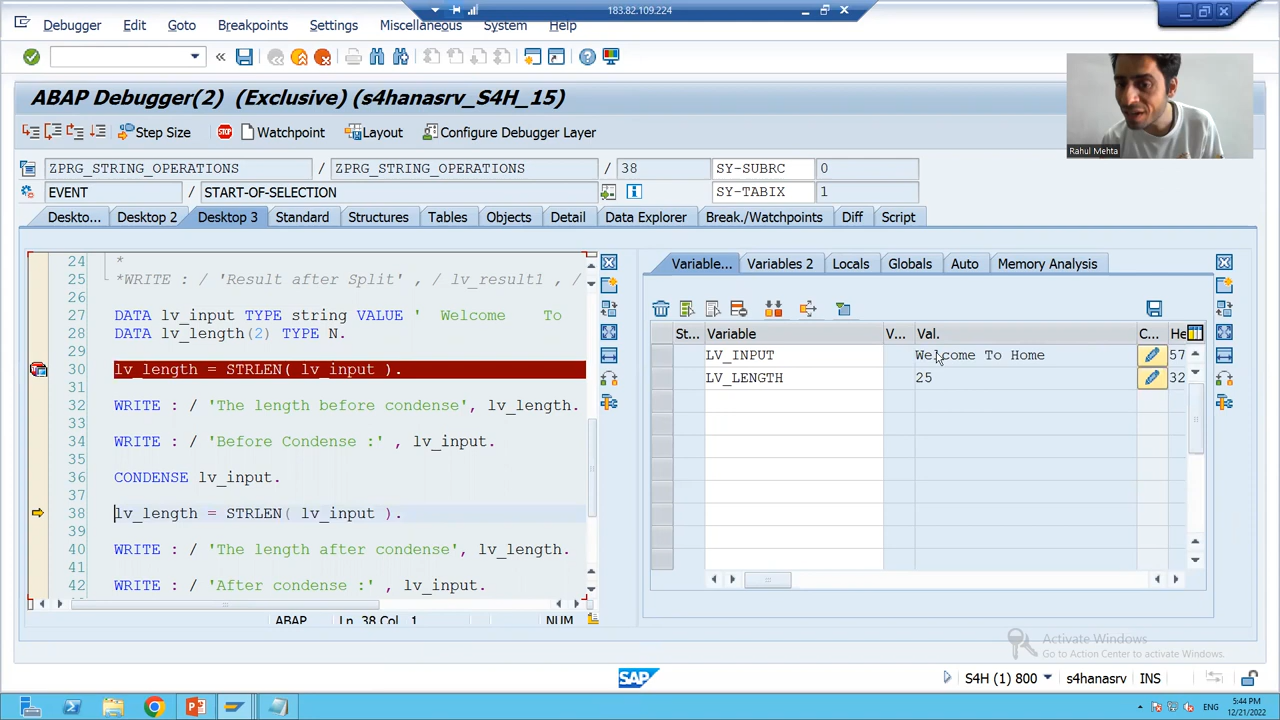 183.82.109.224
Debugger Edit Goto Breakpoints Settings Miscellaneous System Help
ABAP Debugger(2) (Exclusive) (s4hanasrv_S4H_15)
Step Size Watchpoint Layout Configure Debugger Layer
Rahul Mehta
ZPRG_STRING_OPERATIONS / ZPRG_STRING_OPERATIONS / 38 SY-SUBRC 0
EVENT / START-OF-SELECTION SY-TABIX 1
Deskto... Desktop 2 Desktop 3 Standard Structures Tables Objects Detail Data Explorer Break./Watchpoints Diff Script
Variable... Variables 2 Locals Globals Auto Memory Analysis
St... Variable V... Val. C... He
LV_INPUT Welcome To Home 57
LV_LENGTH 25 32
24 *
25 *WRITE : / 'Result after Split' , / lv_result1 , /
26
27 DATA lv_input TYPE string VALUE '  Welcome    To
28 DATA lv_length(2) TYPE N.
29
30 lv_length = STRLEN( lv_input ).
31
32 WRITE : / 'The length before condense', lv_length.
33
34 WRITE : / 'Before Condense :' , lv_input.
35
36 CONDENSE lv_input.
37
38 lv_length = STRLEN( lv_input ).
39
40 WRITE : / 'The length after condense', lv_length.
41
42 WRITE : / 'After condense :' , lv_input.
ABAP Ln 38 Col 1 NUM
Activate Windows
Go to Action Center to activate Windows.
SAP S4H (1) 800 s4hanasrv INS
ENG 5:44 PM
12/21/2022